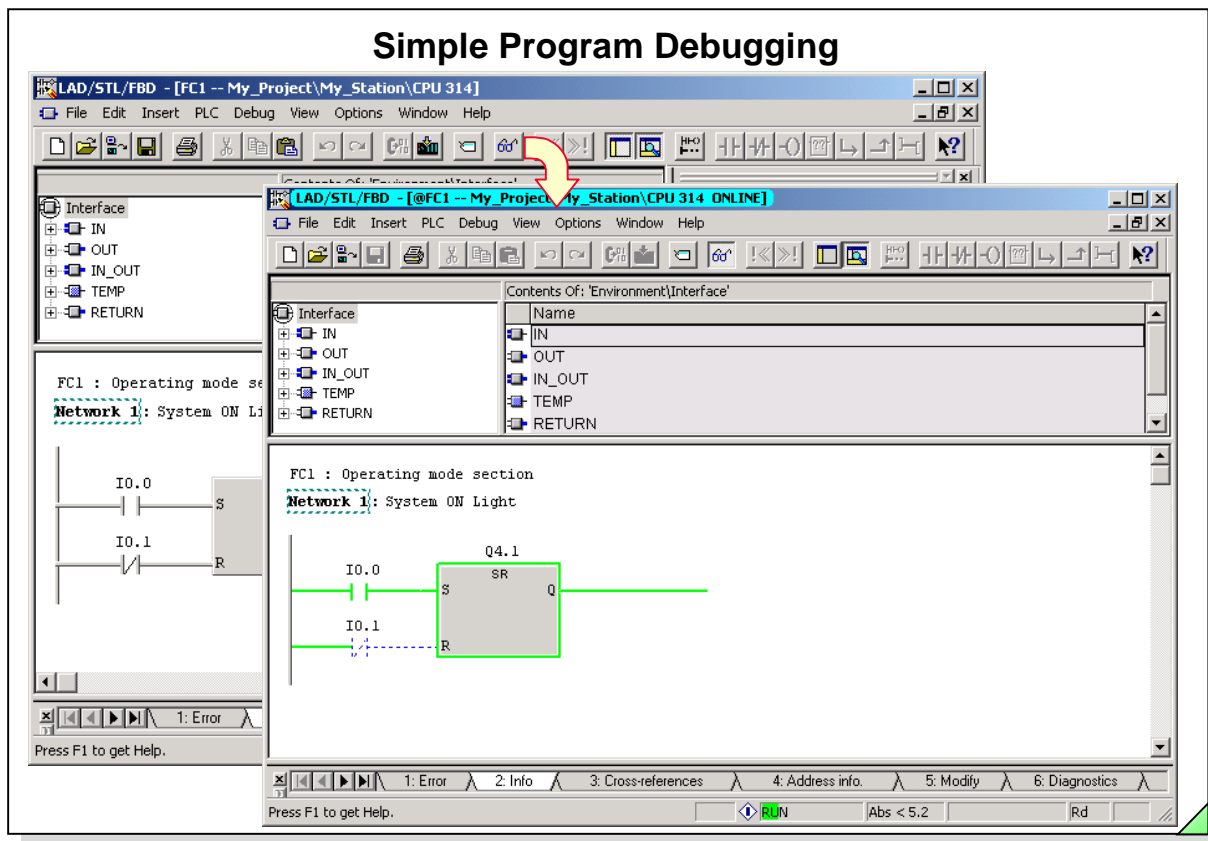 Simple Program Debugging
LAD/STL/FBD - [FC1 -- My_Project\My_Station\CPU 314]
File Edit Insert PLC Debug View Options Window Help
Interface
IN
OUT
IN_OUT
TEMP
RETURN
FC1 : Operating mode se
Network 1: System ON Li
I0.0
S
I0.1
R
1: Error
Press F1 to get Help.
LAD/STL/FBD - [@FC1 -- My_Project\My_Station\CPU 314 ONLINE]
File Edit Insert PLC Debug View Options Window Help
Contents Of: 'Environment\Interface'
Interface
IN
OUT
IN_OUT
TEMP
RETURN
Name
IN
OUT
IN_OUT
TEMP
RETURN
FC1 : Operating mode section
Network 1: System ON Light
Q4.1
I0.0
SR
S Q
I0.1
R
1: Error 2: Info 3: Cross-references 4: Address info. 5: Modify 6: Diagnostics
Press F1 to get Help. RUN Abs < 5.2 Rd